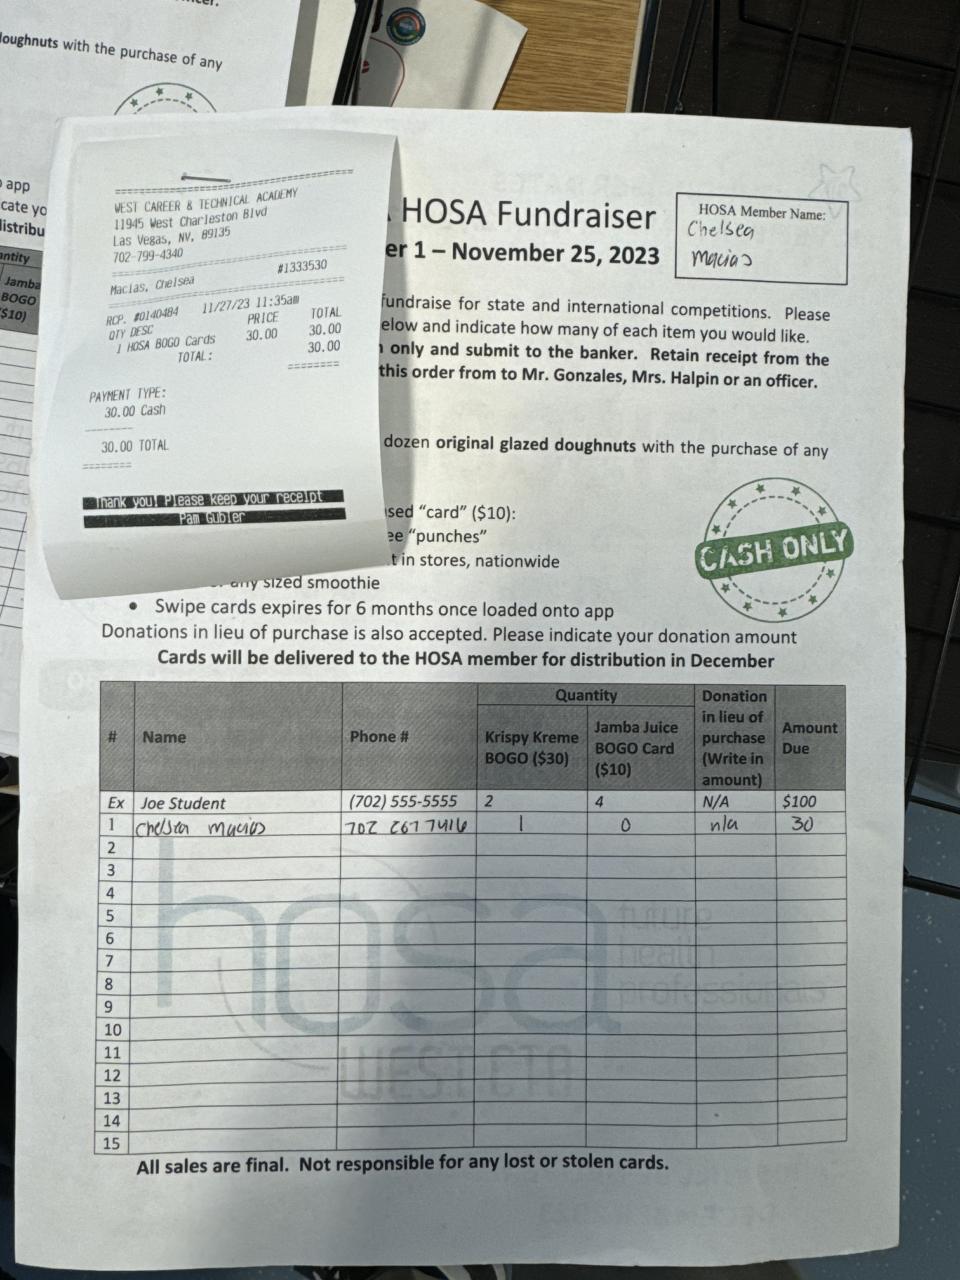 doughnuts with the purchase of any
app
cate yo
distribu
antity
Jamba
BOGO
$10)
WEST CAREER & TECHNICAL ACADEMY
11945 West Charleston Blvd
Las Vegas, NV, 89135
702-799-4340
Macias, Chelsea #1333530
RCP. #0140484 11/27/23 11:35am
QTY DESC PRICE TOTAL
1 HOSA BOGO Cards 30.00 30.00
TOTAL: 30.00
PAYMENT TYPE:
30.00 Cash
30.00 TOTAL
Thank you! Please keep your receipt
Pam Gubler
HOSA Fundraiser
er 1 – November 25, 2023
HOSA Member Name:
Chelsea
Macias
fundraise for state and international competitions. Please
elow and indicate how many of each item you would like.
only and submit to the banker. Retain receipt from the
this order from to Mr. Gonzales, Mrs. Halpin or an officer.
dozen original glazed doughnuts with the purchase of any
sed “card” ($10):
ee “punches”
t in stores, nationwide
any sized smoothie
• Swipe cards expires for 6 months once loaded onto app
CASH ONLY
Donations in lieu of purchase is also accepted. Please indicate your donation amount
Cards will be delivered to the HOSA member for distribution in December
# Name Phone # Quantity Krispy Kreme BOGO ($30) Jamba Juice BOGO Card ($10) Donation in lieu of purchase (Write in amount) Amount Due
Ex Joe Student (702) 555-5555 2 4 N/A $100
1 Chelsea Macias 702 267 7416 1 0 n/a 30
2
3
4
5
6
7
8
9
10
11
12
13
14
15
hosa
future
health
professionals
WEST CTA
All sales are final. Not responsible for any lost or stolen cards.